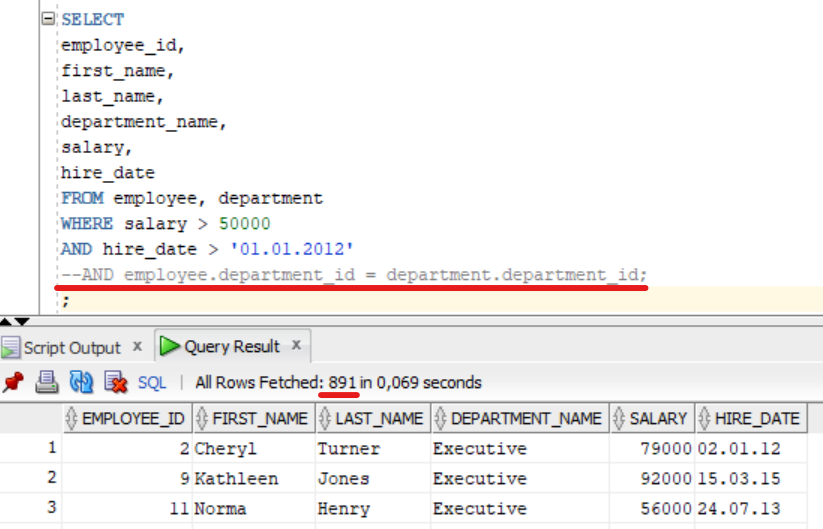 SELECT
employee_id,
first_name,
last_name,
department_name,
salary,
hire_date
FROM employee, department
WHERE salary > 50000
AND hire_date > '01.01.2012'
--AND employee.department_id = department.department_id;
;
Script Output x Query Result x
SQL | All Rows Fetched: 891 in 0,069 seconds
EMPLOYEE_ID FIRST_NAME LAST_NAME DEPARTMENT_NAME SALARY HIRE_DATE
1 2 Cheryl Turner Executive 79000 02.01.12
2 9 Kathleen Jones Executive 92000 15.03.15
3 11 Norma Henry Executive 56000 24.07.13